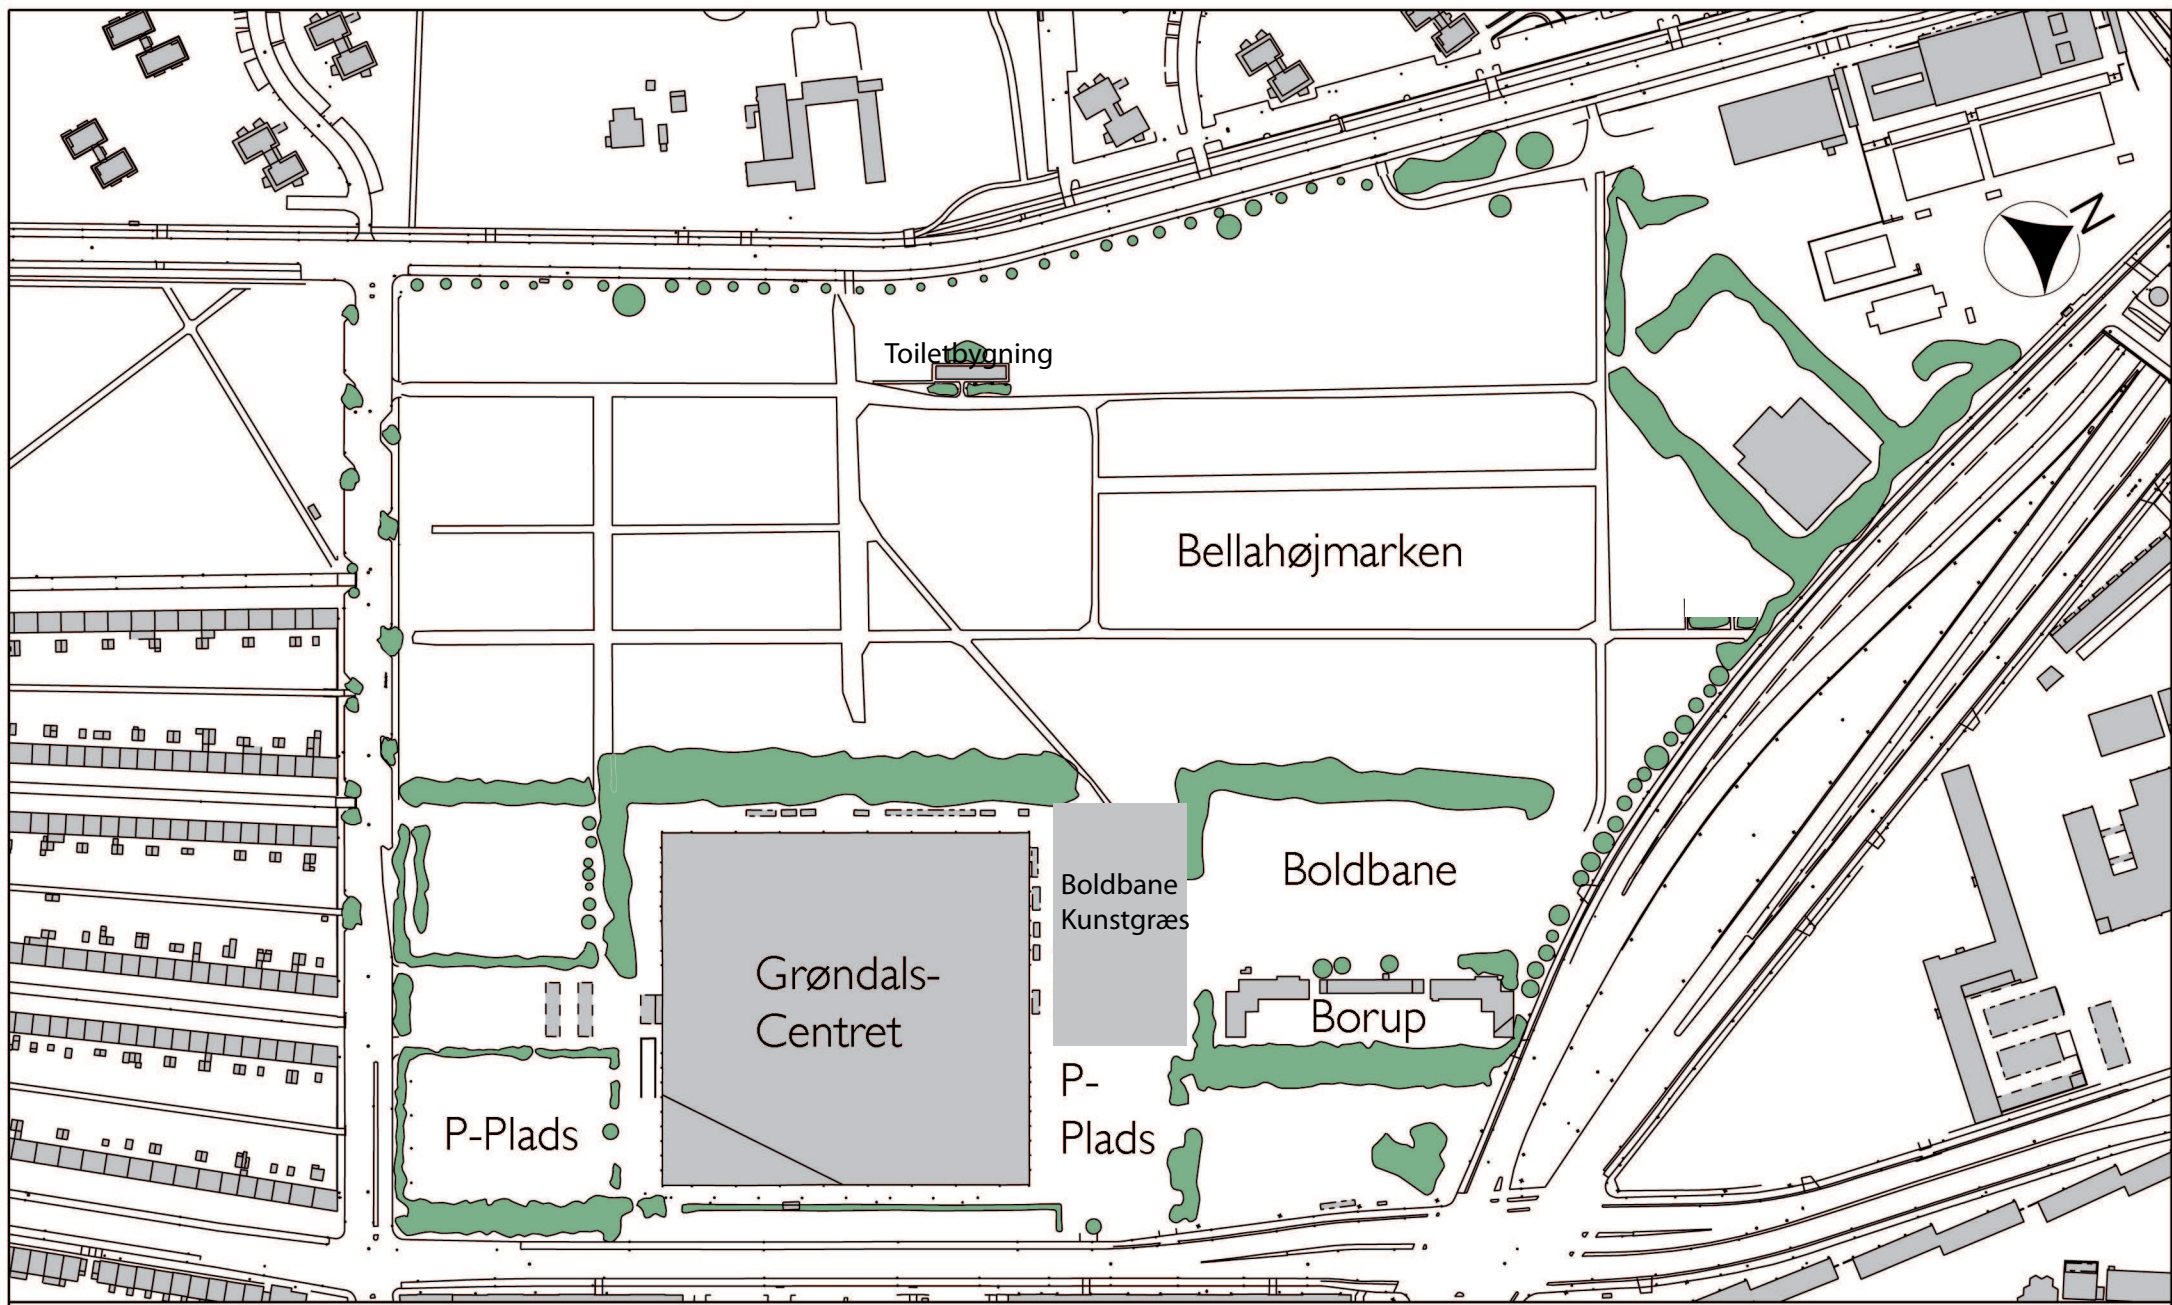 N
Toiletbygning
Bellahøjmarken
Boldbane
Boldbane
Kunstgræs
Grøndals-
Centret
Borup
P-
Plads
P-Plads